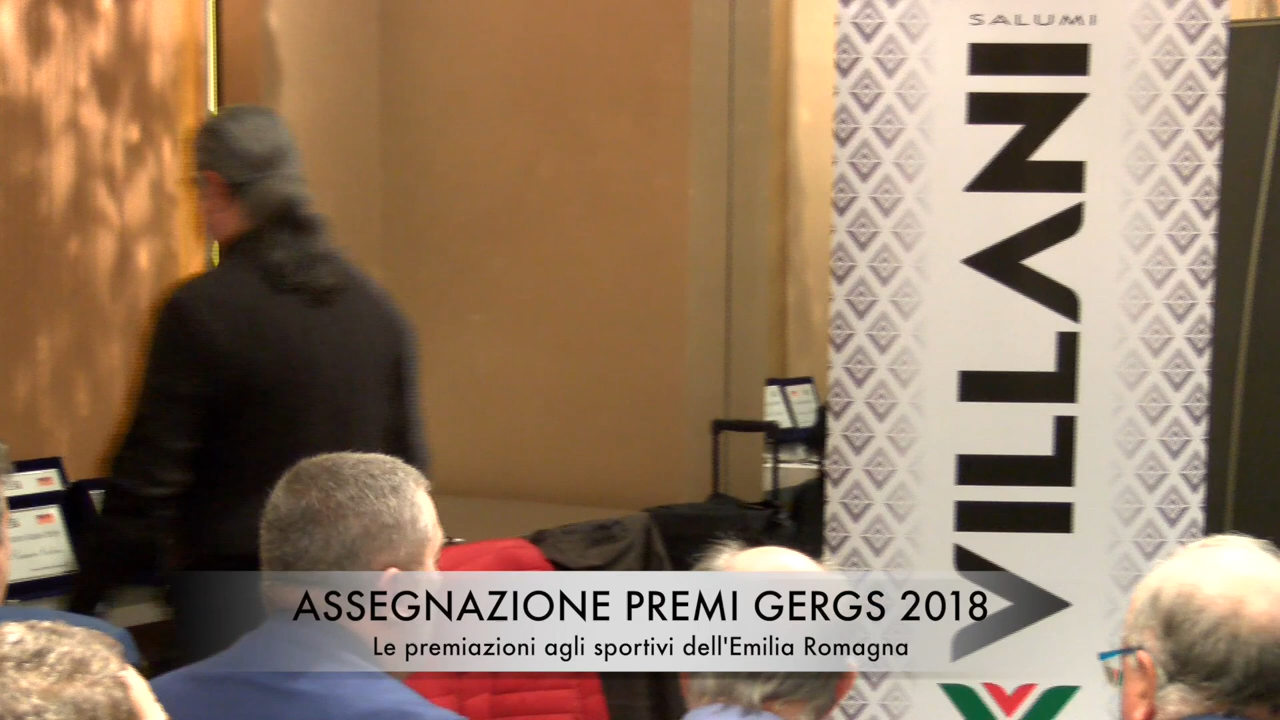 SALUMI
VILLANI
ASSEGNAZIONE PREMI GERGS 2018
Le premiazioni agli sportivi dell'Emilia Romagna